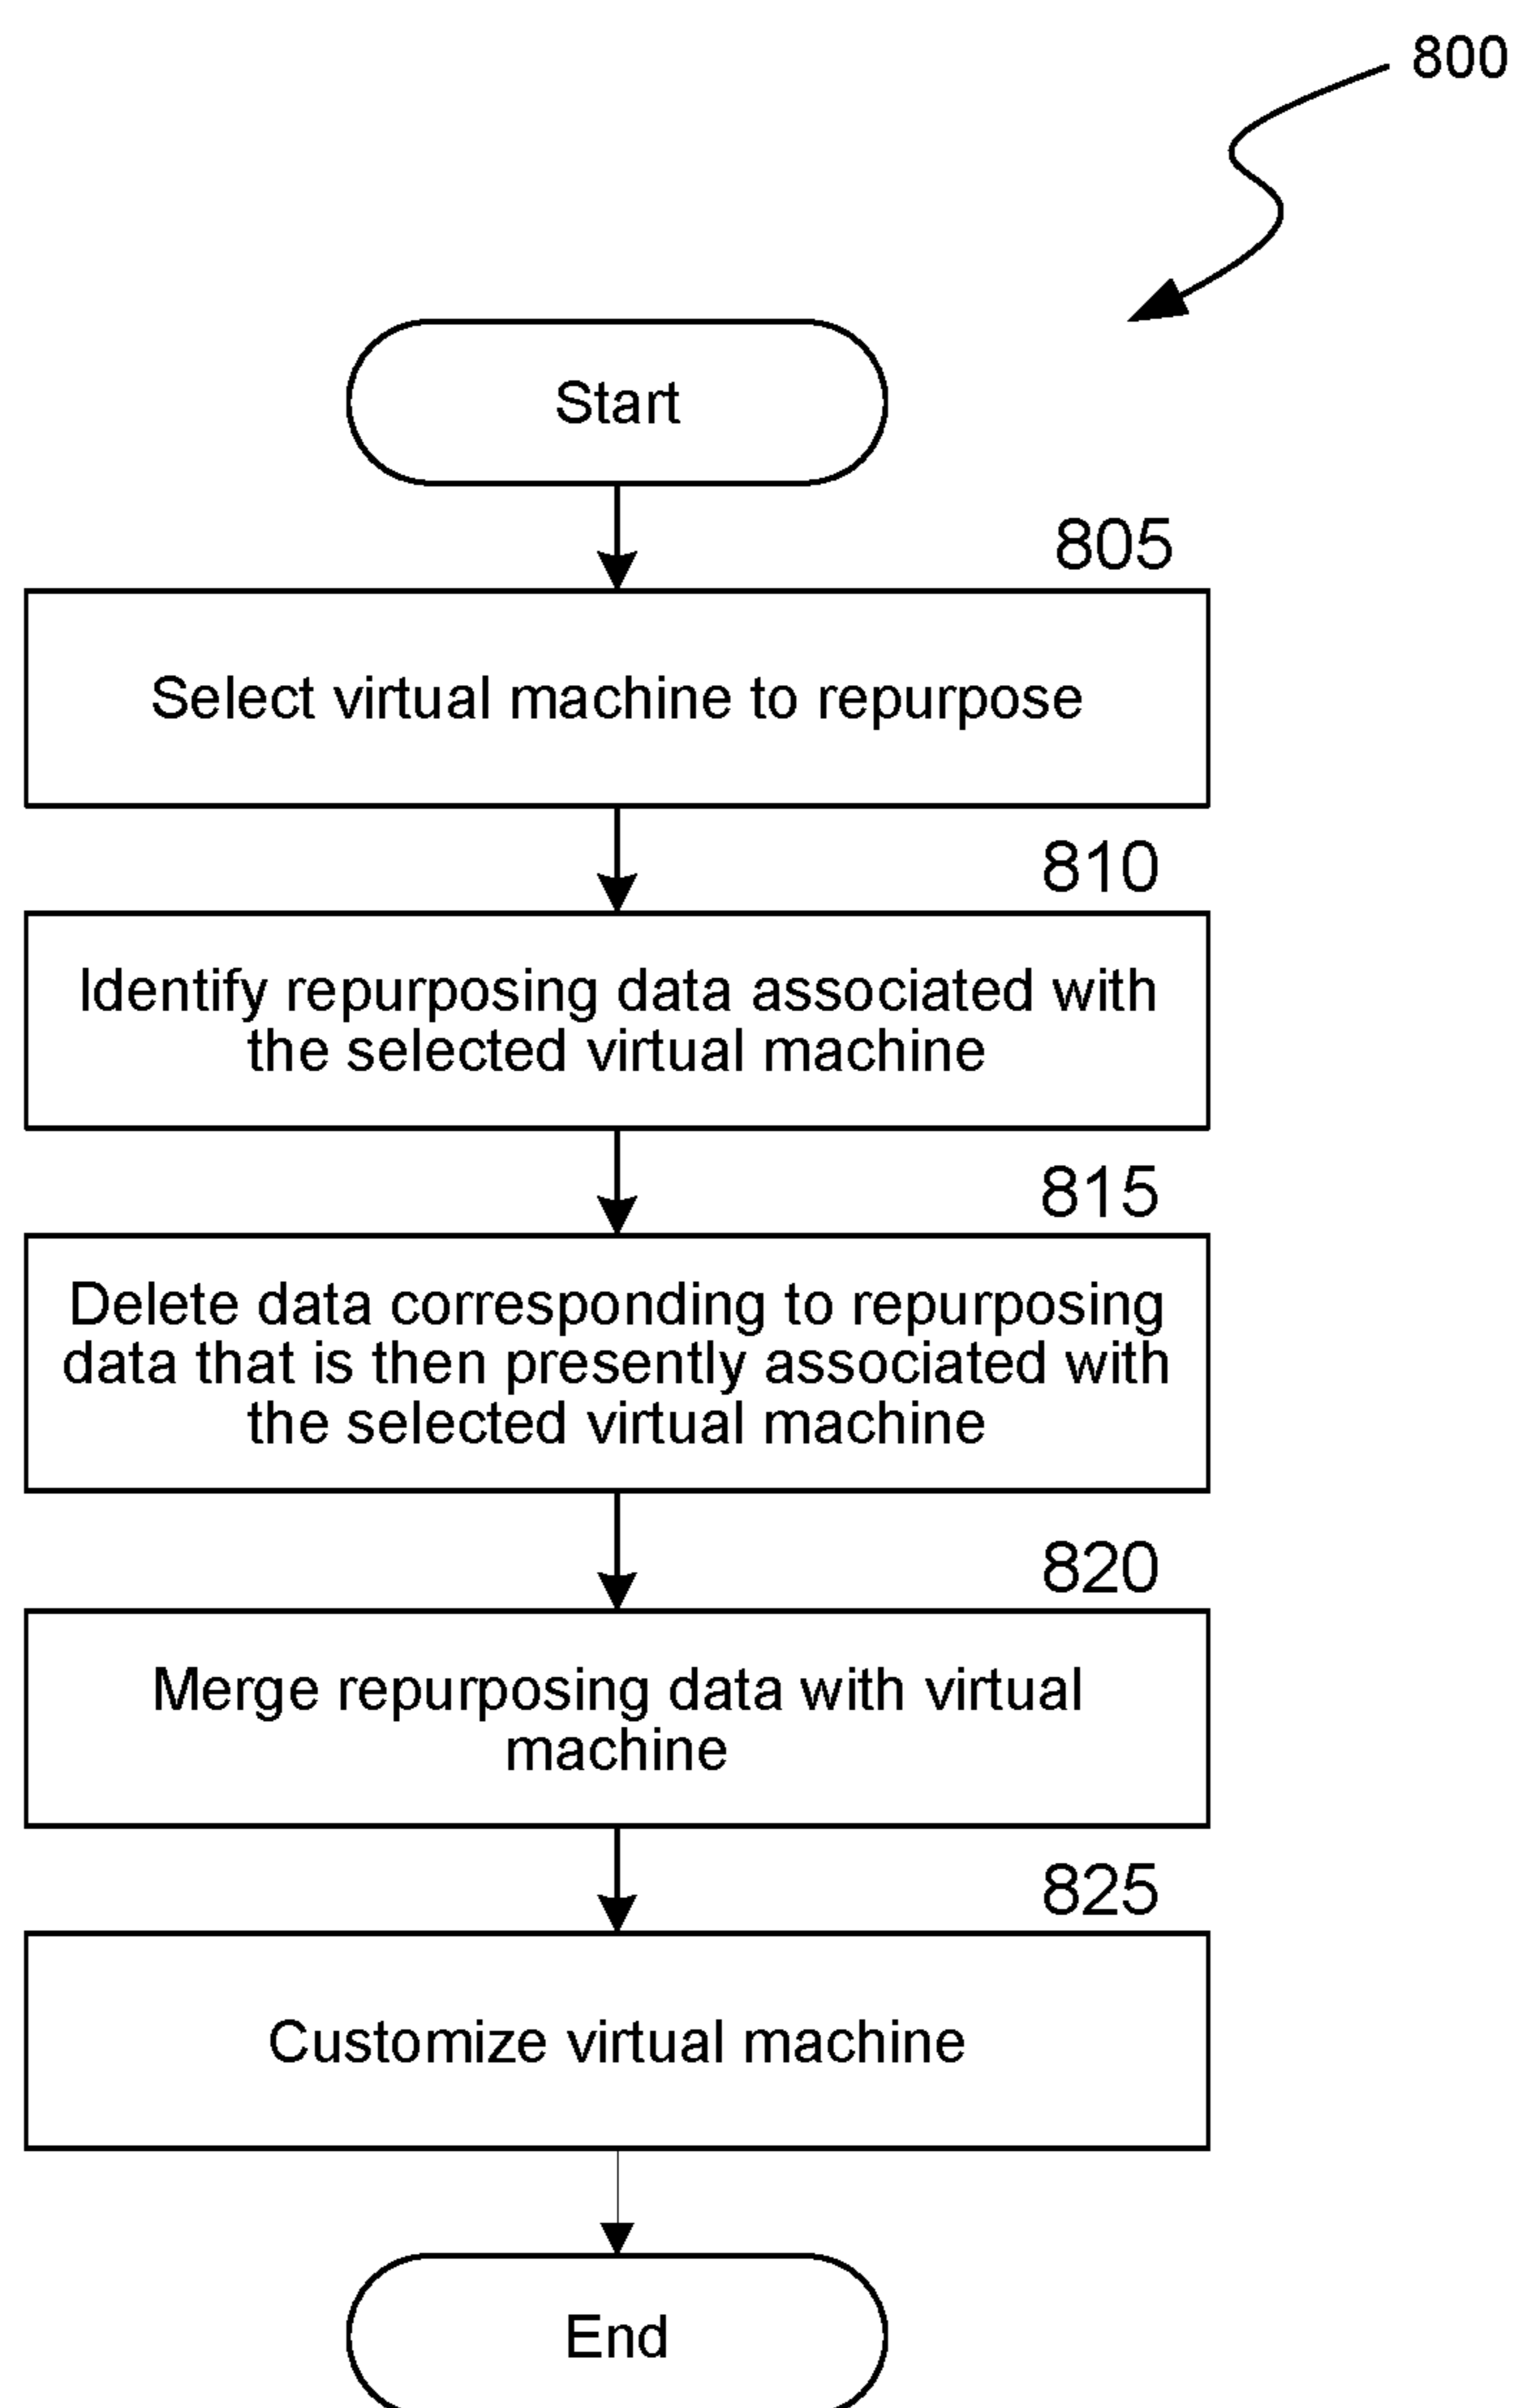 800
Start
805
Select virtual machine to repurpose
810
Identify repurposing data associated with
the selected virtual machine
815
Delete data corresponding to repurposing
data that is then presently associated with
the selected virtual machine
820
Merge repurposing data with virtual
machine
825
Customize virtual machine
End